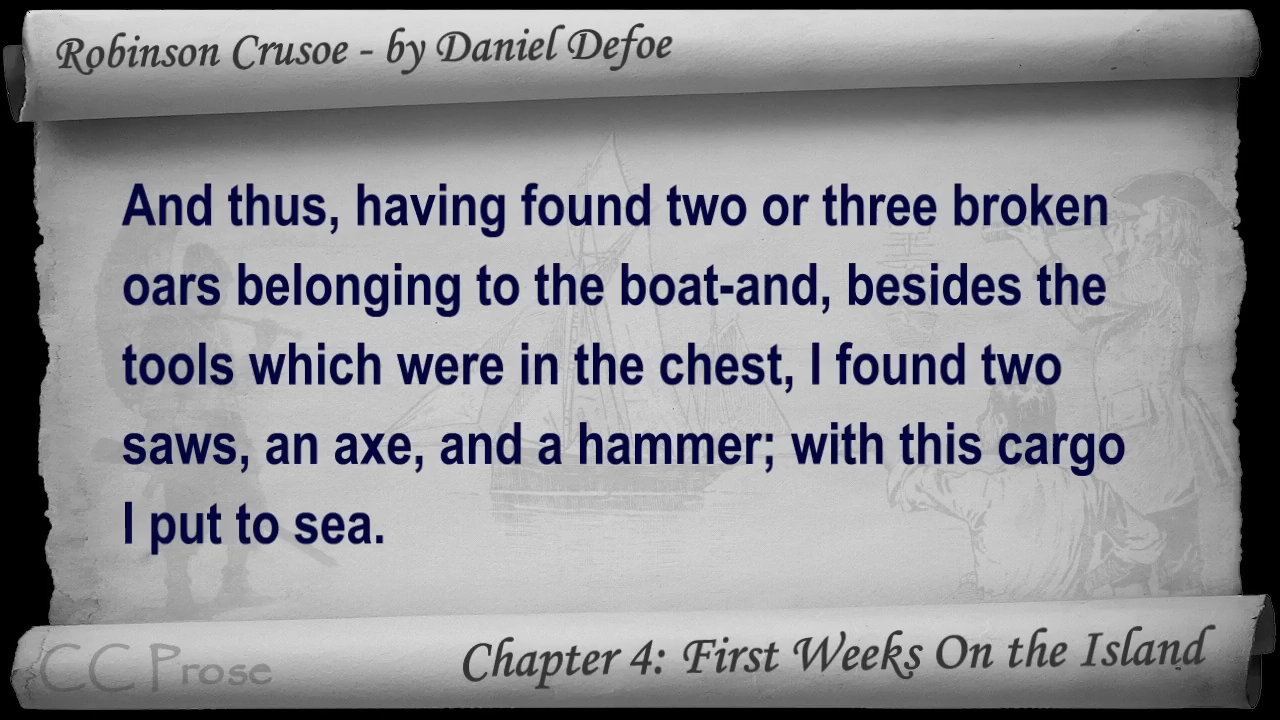 Robinson Crusoe - by Daniel Defoe
And thus, having found two or three broken
oars belonging to the boat-and, besides the
tools which were in the chest, I found two
saws, an axe, and a hammer; with this cargo
I put to sea.
CC Prose
Chapter 4: First Weeks On the Island